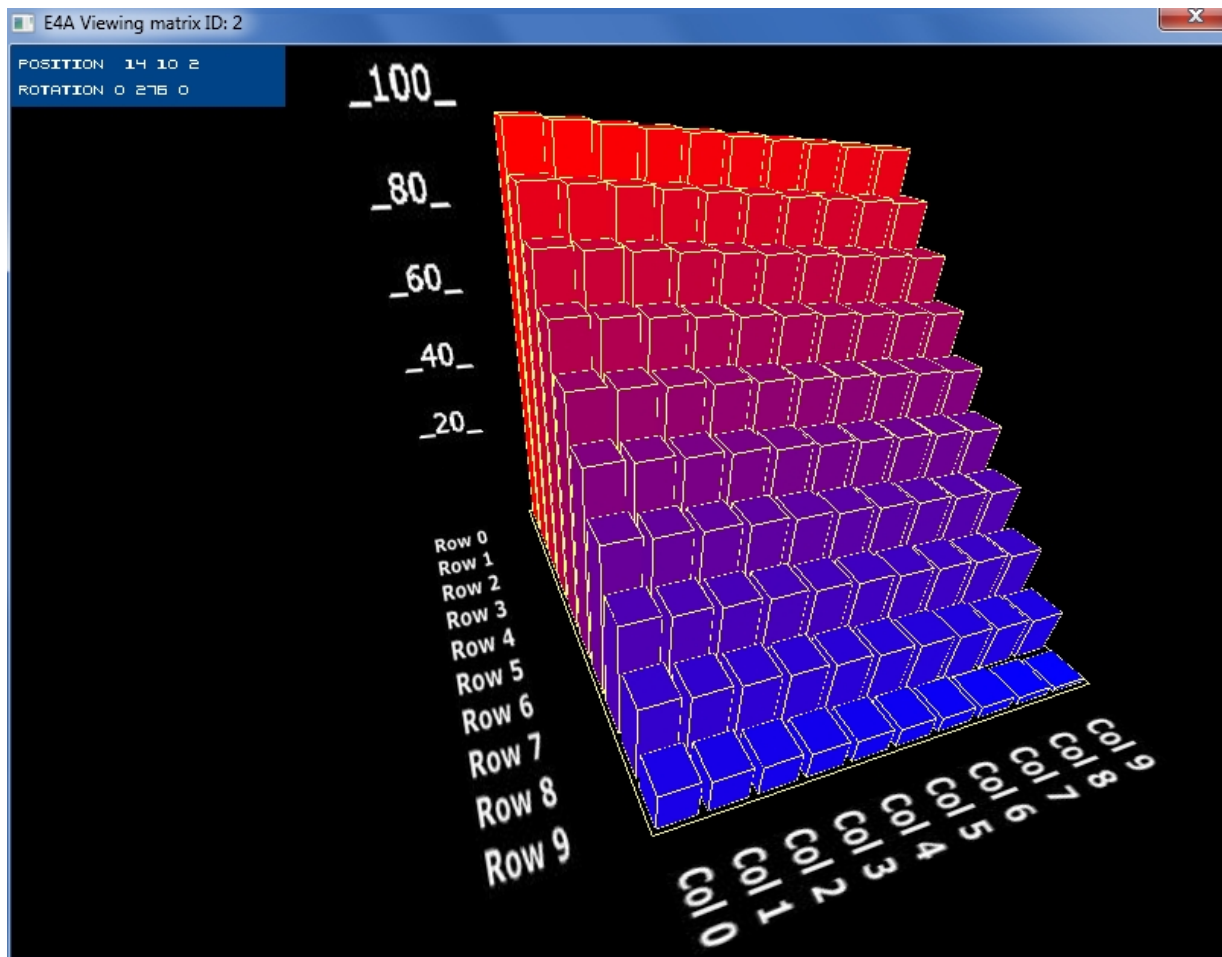 E4A Viewing matrix ID: 2
POSITION 14 10 2
ROTATION 0 276 0
_100_
_80_
_60_
_40_
_20_
Row 0
Row 1
Row 2
Row 3
Row 4
Row 5
Row 6
Row 7
Row 8
Row 9
Col 0
Col 1
Col 2
Col 3
Col 4
Col 5
Col 6
Col 7
Col 8
Col 9